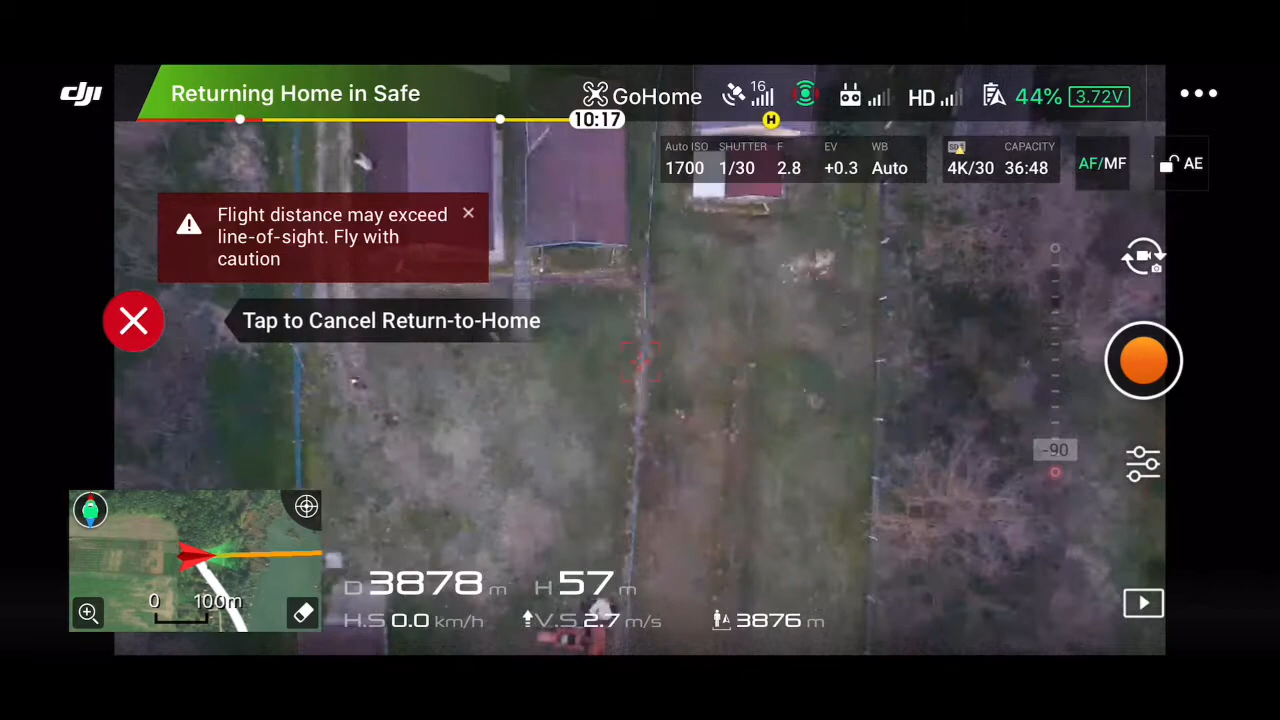 dji
Returning Home in Safe
GoHome
16
HD
44%
3.72V
10:17
H
Auto ISO
1700
SHUTTER
1/30
F
2.8
EV
+0.3
WB
Auto
4K/30
CAPACITY
36:48
AF/MF
AE
Flight distance may exceed
line-of-sight. Fly with
caution
Tap to Cancel Return-to-Home
-90
0 100m
D 3878 m H 57 m
H.S 0.0 km/h V.S 2.7 m/s 3876 m